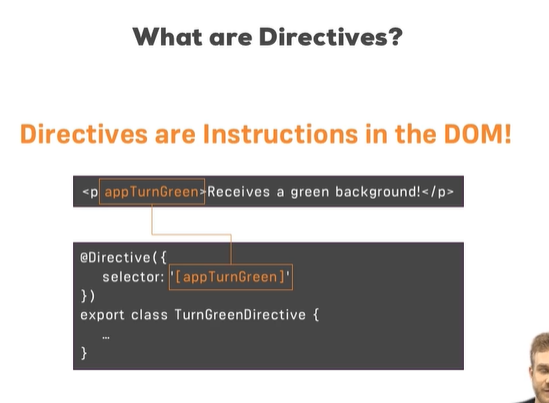 What are Directives?
Directives are Instructions in the DOM!
<p appTurnGreen>Receives a green background!</p>
@Directive({
selector: '[appTurnGreen]'
})
export class TurnGreenDirective {
…
}